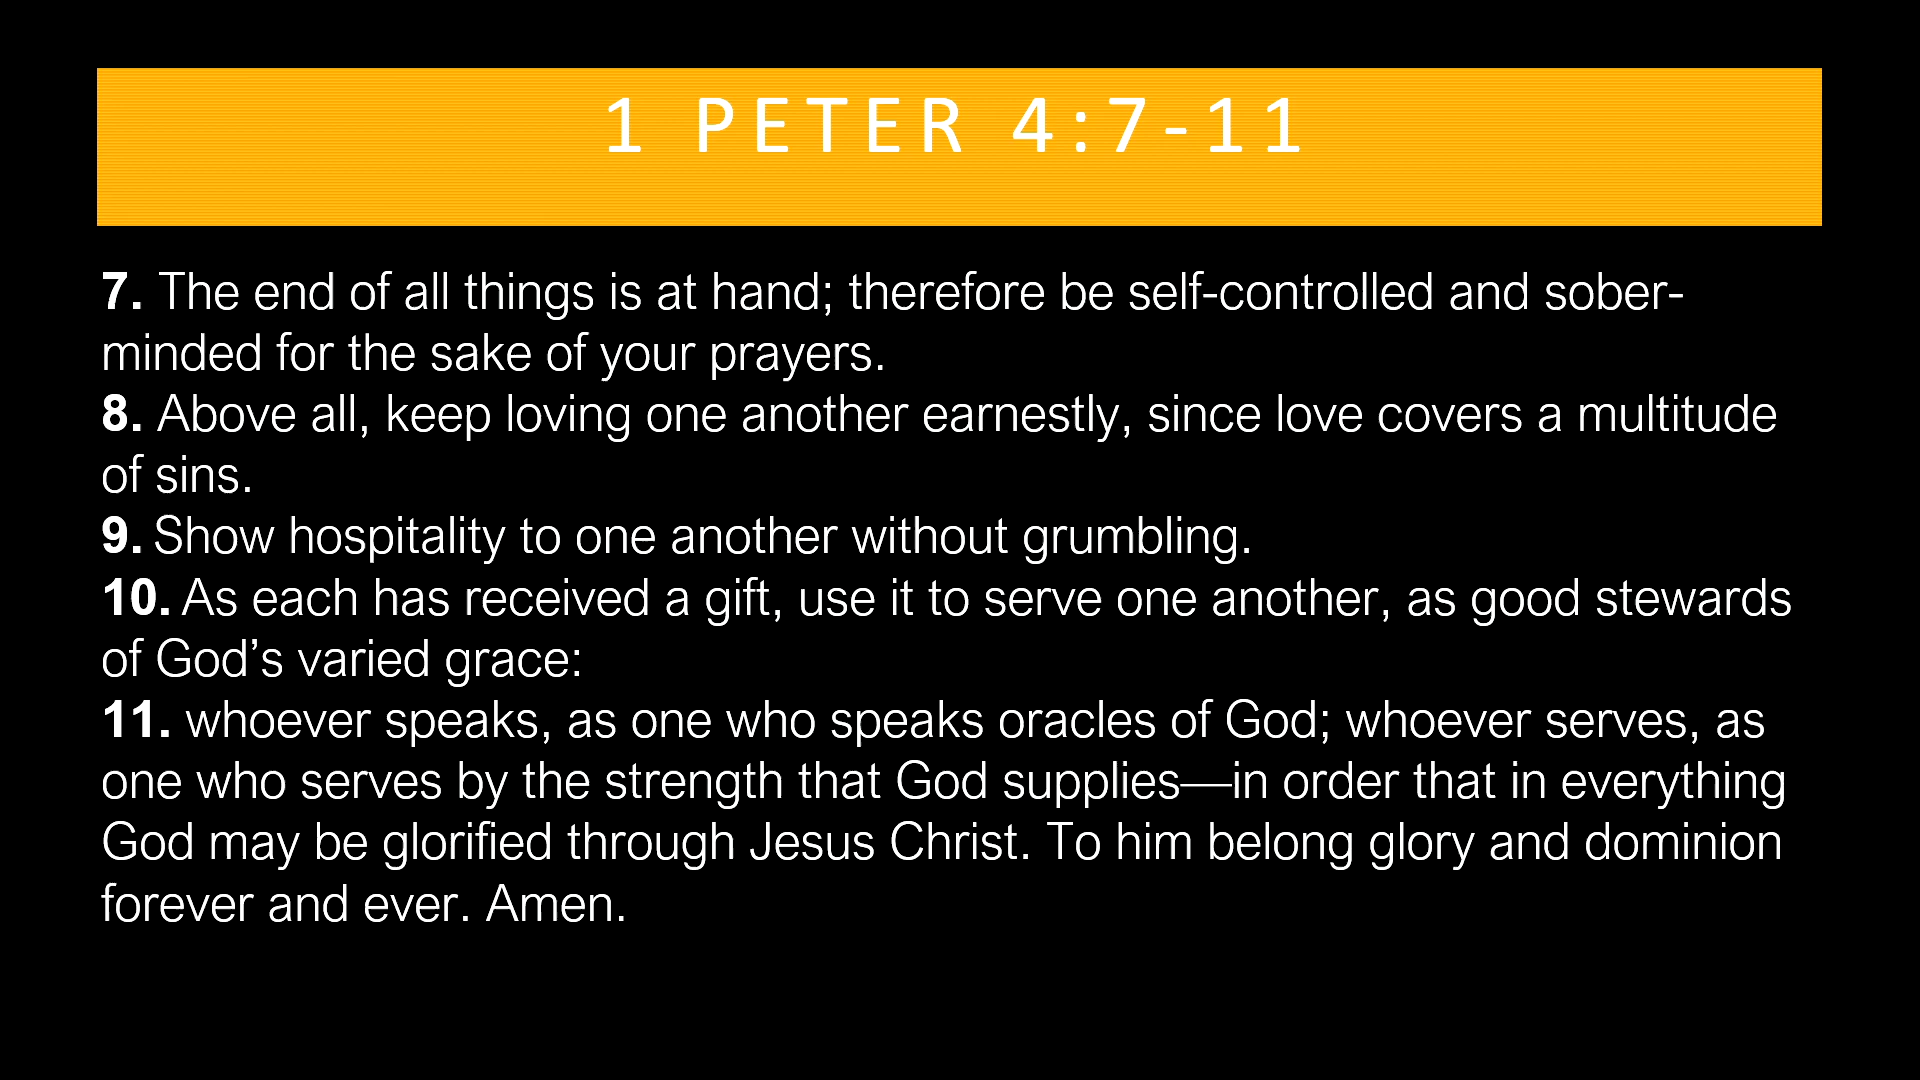 1 PETER 4:7-11
7. The end of all things is at hand; therefore be self-controlled and sober-
minded for the sake of your prayers.
8. Above all, keep loving one another earnestly, since love covers a multitude
of sins.
9. Show hospitality to one another without grumbling.
10. As each has received a gift, use it to serve one another, as good stewards
of God’s varied grace:
11. whoever speaks, as one who speaks oracles of God; whoever serves, as
one who serves by the strength that God supplies—in order that in everything
God may be glorified through Jesus Christ. To him belong glory and dominion
forever and ever. Amen.